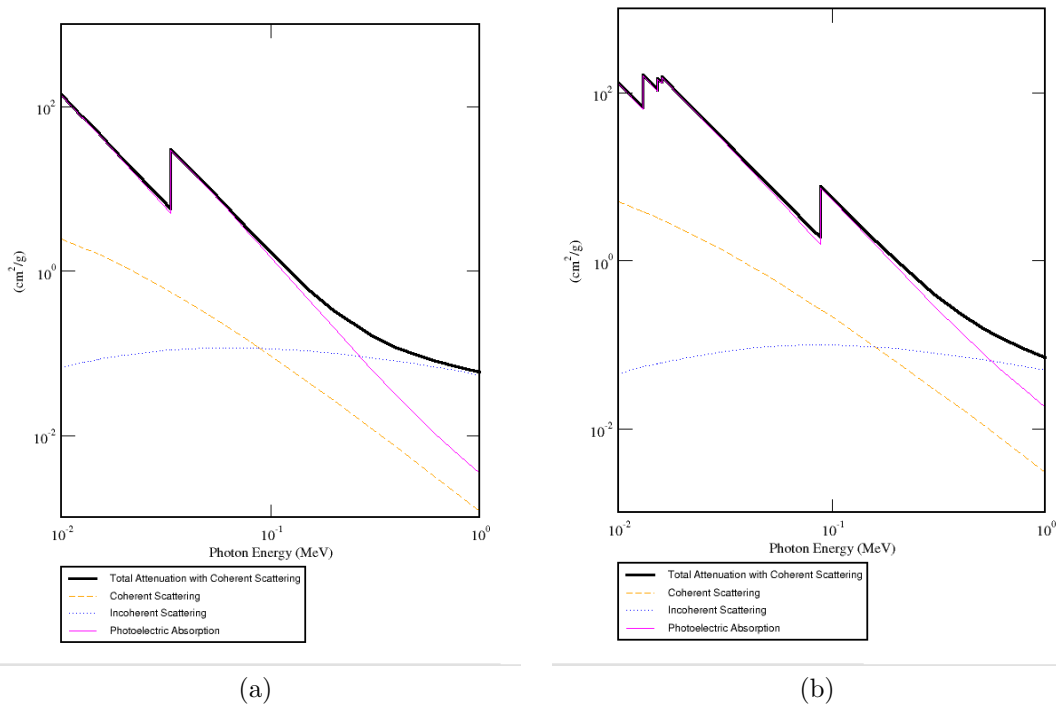 10²
10⁰
10⁻²
(cm²/g)
10⁻²
10⁻¹
10⁰
Photon Energy (MeV)
Total Attenuation with Coherent Scattering
Coherent Scattering
Incoherent Scattering
Photoelectric Absorption
(a)
10²
10⁰
10⁻²
(cm²/g)
10⁻²
10⁻¹
10⁰
Photon Energy (MeV)
Total Attenuation with Coherent Scattering
Coherent Scattering
Incoherent Scattering
Photoelectric Absorption
(b)